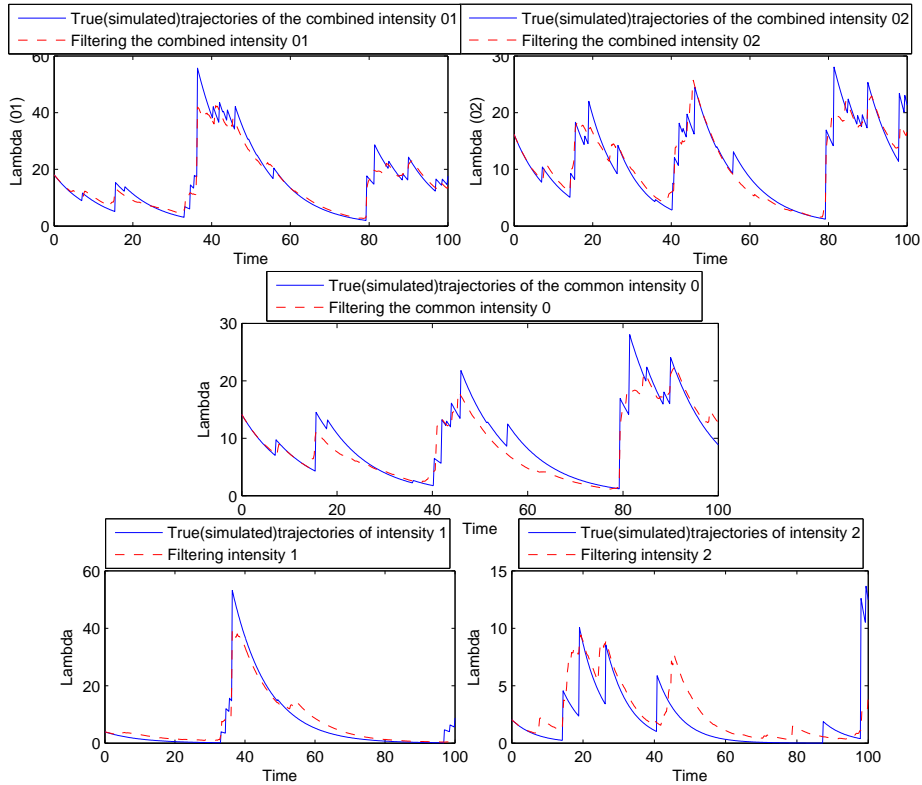 True(simulated)trajectories of the combined intensity 01
Filtering the combined intensity 01
60
40
20
0
Lambda (01)
0 20 40 60 80 100
Time
True(simulated)trajectories of the combined intensity 02
Filtering the combined intensity 02
30
20
10
0
Lambda (02)
0 20 40 60 80 100
Time
True(simulated)trajectories of the common intensity 0
Filtering the common intensity 0
30
20
10
0
Lambda
0 20 40 60 80 100
Time
True(simulated)trajectories of intensity 1
Filtering intensity 1
60
40
20
0
Lambda
0 20 40 60 80 100
Time
True(simulated)trajectories of intensity 2
Filtering intensity 2
15
10
5
0
Lambda
0 20 40 60 80 100
Time